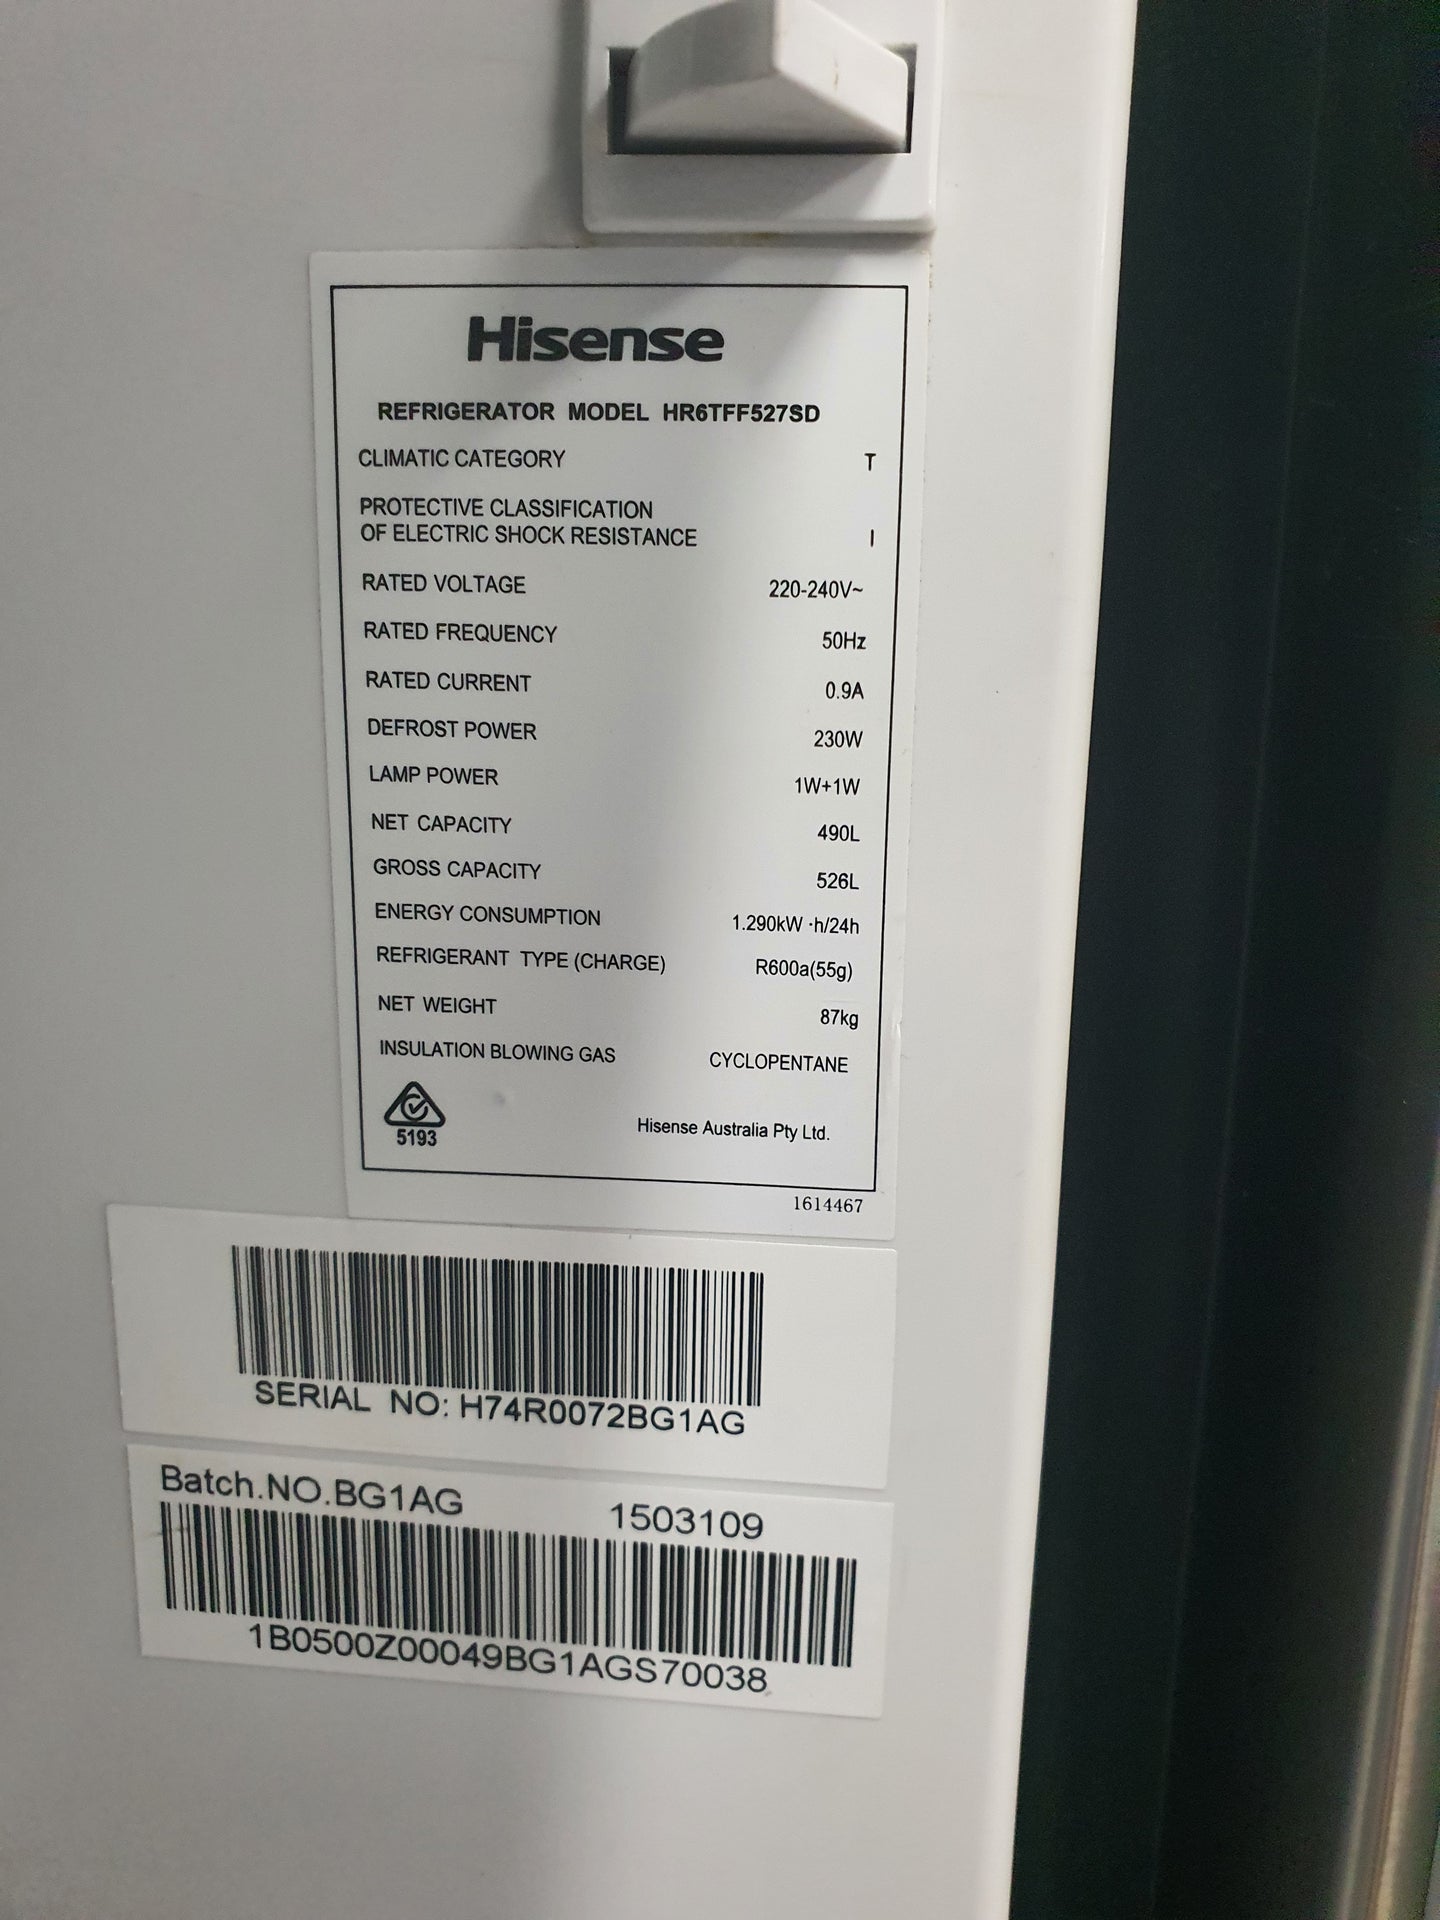 Hisense
REFRIGERATOR MODEL HR6TFF527SD
CLIMATIC CATEGORY T
PROTECTIVE CLASSIFICATION
OF ELECTRIC SHOCK RESISTANCE I
RATED VOLTAGE 220-240V~
RATED FREQUENCY 50Hz
RATED CURRENT 0.9A
DEFROST POWER 230W
LAMP POWER 1W+1W
NET CAPACITY 490L
GROSS CAPACITY 526L
ENERGY CONSUMPTION 1.290kW·h/24h
REFRIGERANT TYPE (CHARGE) R600a(55g)
NET WEIGHT 87kg
INSULATION BLOWING GAS CYCLOPENTANE
5193 Hisense Australia Pty Ltd.
1614467
SERIAL NO: H74R0072BG1AG
Batch.NO.BG1AG 1503109
1B0500Z00049BG1AGS70038